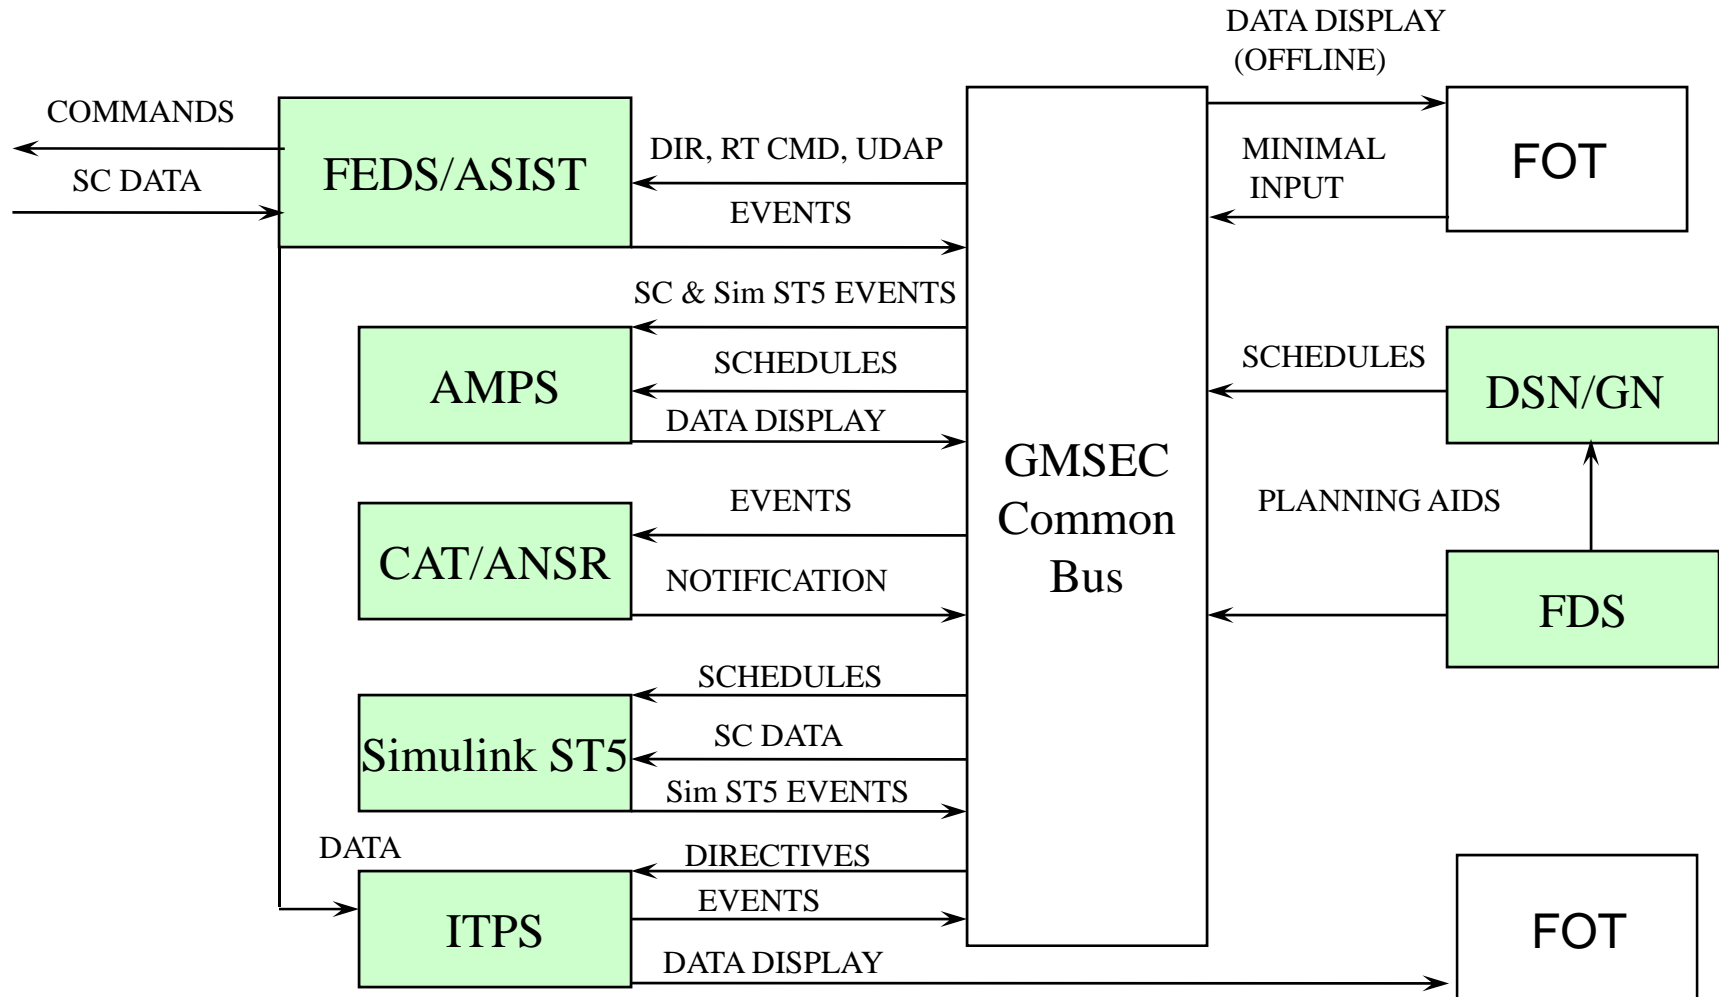 DATA DISPLAY
(OFFLINE)
COMMANDS
SC DATA
FEDS/ASIST
DIR, RT CMD, UDAP
EVENTS
MINIMAL
INPUT
FOT
SC & Sim ST5 EVENTS
SCHEDULES
DATA DISPLAY
AMPS
SCHEDULES
DSN/GN
GMSEC
Common
Bus
EVENTS
NOTIFICATION
CAT/ANSR
PLANNING AIDS
FDS
SCHEDULES
SC DATA
Sim ST5 EVENTS
Simulink ST5
DATA
DIRECTIVES
EVENTS
ITPS
DATA DISPLAY
FOT